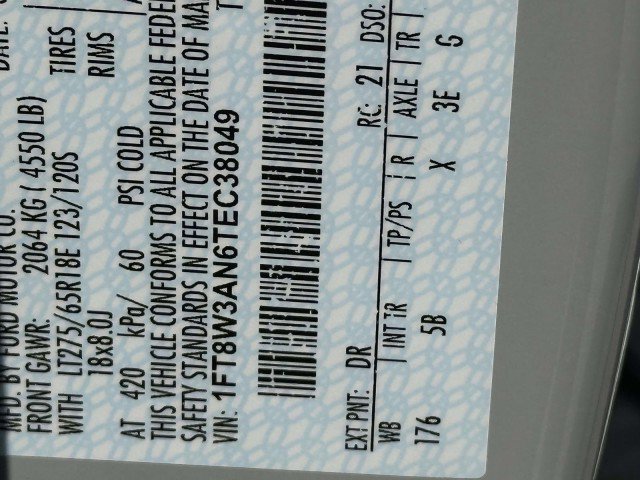 MFD. BY FORD MOTOR CO.
DATE:
FRONT GAWR: 2064 KG ( 4550 LB)
WITH LT275/65R18E 123/120S TIRES
18x8.0J RIMS
AT 420 kPa/ 60 PSI COLD
THIS VEHICLE CONFORMS TO ALL APPLICABLE FEDER
SAFETY STANDARDS IN EFFECT ON THE DATE OF MA
VIN: 1FT8W3AN6TEC38049
EXT PNT: DR RC: 21 DSO:
WB | INT TR | TP/PS | R | AXLE | TR |
176 5B X 3E G